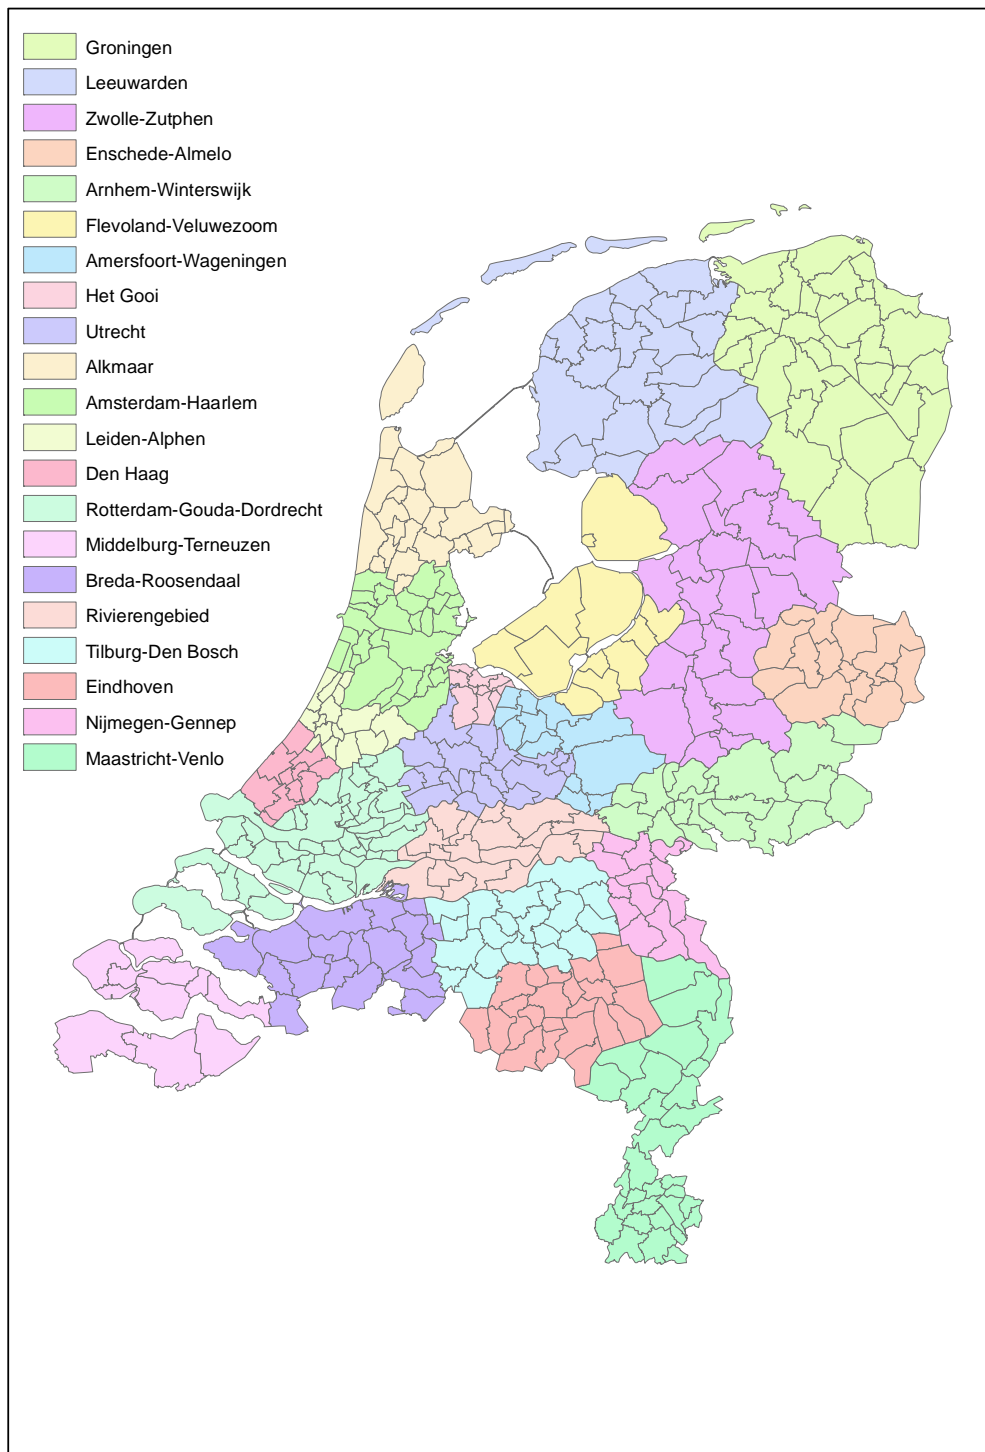 Groningen
Leeuwarden
Zwolle-Zutphen
Enschede-Almelo
Arnhem-Winterswijk
Flevoland-Veluwezoom
Amersfoort-Wageningen
Het Gooi
Utrecht
Alkmaar
Amsterdam-Haarlem
Leiden-Alphen
Den Haag
Rotterdam-Gouda-Dordrecht
Middelburg-Terneuzen
Breda-Roosendaal
Rivierengebied
Tilburg-Den Bosch
Eindhoven
Nijmegen-Gennep
Maastricht-Venlo